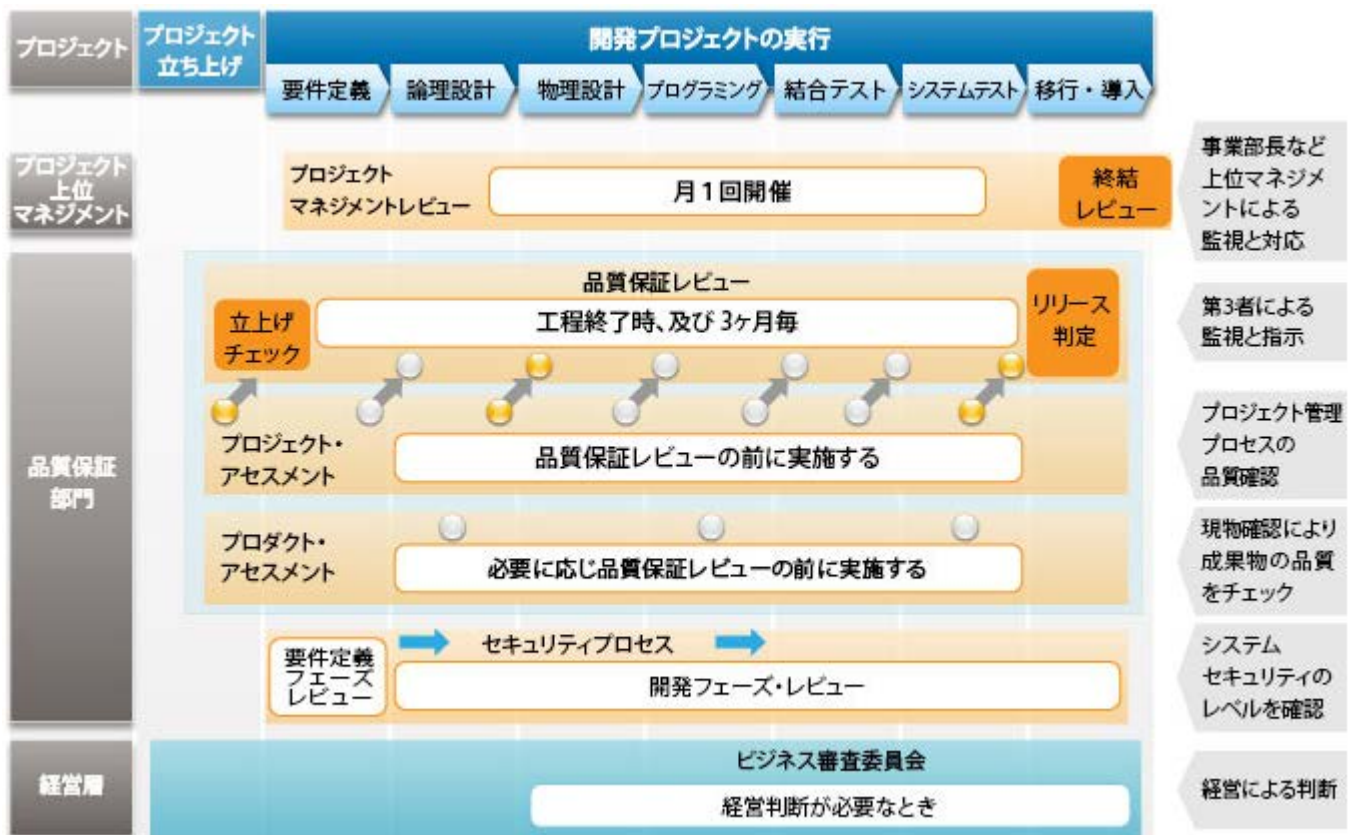 プロジェクト
プロジェクト
立ち上げ
開発プロジェクトの実行
要件定義
論理設計
物理設計
プログラミング
結合テスト
システムテスト
移行・導入
プロジェクト
上位
マネジメント
プロジェクト
マネジメントレビュー
月1回開催
終結
レビュー
事業部長など
上位マネジメ
ントによる
監視と対応
品質保証
部門
品質保証レビュー
立上げ
チェック
工程終了時、及び 3ヶ月毎
リリース
判定
第3者による
監視と指示
プロジェクト・
アセスメント
品質保証レビューの前に実施する
プロジェクト管理
プロセスの
品質確認
プロダクト・
アセスメント
必要に応じ品質保証レビューの前に実施する
現物確認により
成果物の品質
をチェック
要件定義
フェーズ
レビュー
セキュリティプロセス
開発フェーズ・レビュー
システム
セキュリティの
レベルを確認
経営層
ビジネス審査委員会
経営判断が必要なとき
経営による判断